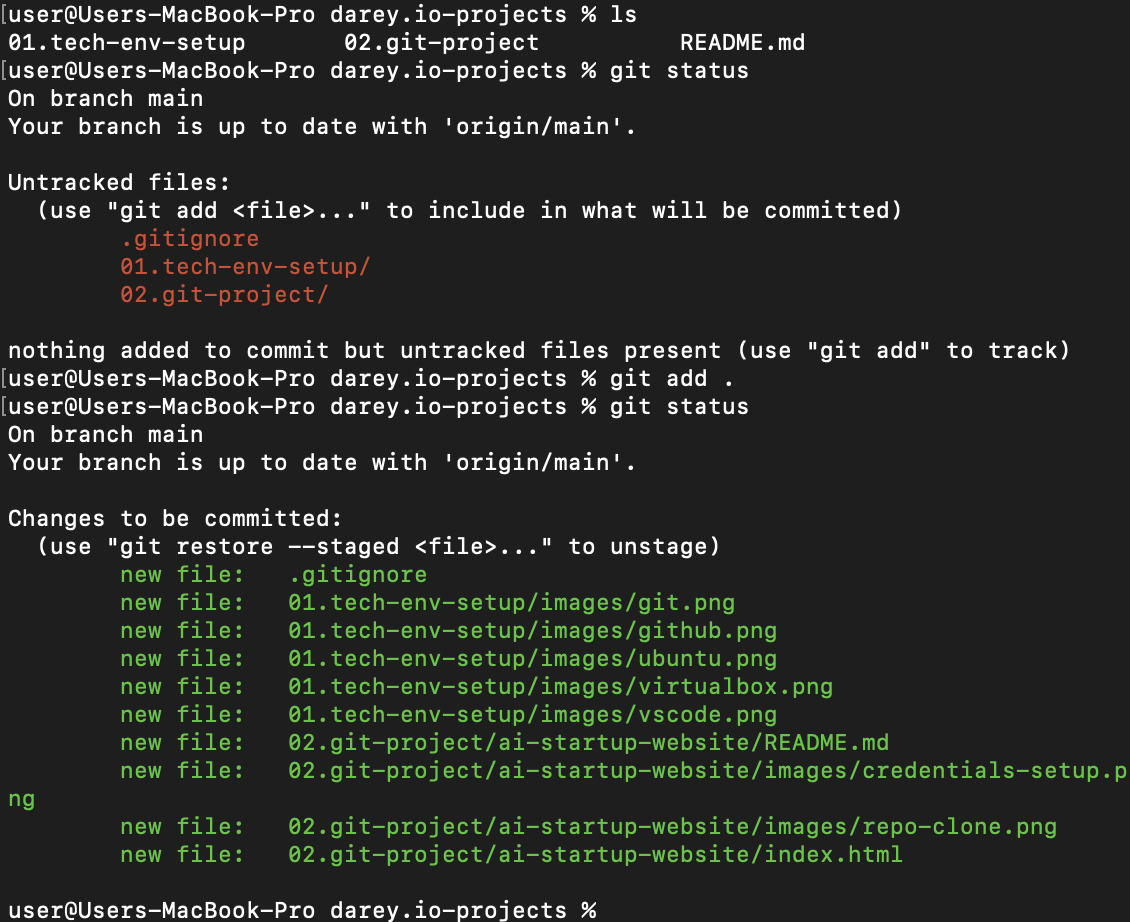 [user@Users-MacBook-Pro darey.io-projects % ls
01.tech-env-setup       02.git-project          README.md
[user@Users-MacBook-Pro darey.io-projects % git status
On branch main
Your branch is up to date with 'origin/main'.

Untracked files:
  (use "git add <file>..." to include in what will be committed)
        .gitignore
        01.tech-env-setup/
        02.git-project/

nothing added to commit but untracked files present (use "git add" to track)
[user@Users-MacBook-Pro darey.io-projects % git add .
[user@Users-MacBook-Pro darey.io-projects % git status
On branch main
Your branch is up to date with 'origin/main'.

Changes to be committed:
  (use "git restore --staged <file>..." to unstage)
        new file:   .gitignore
        new file:   01.tech-env-setup/images/git.png
        new file:   01.tech-env-setup/images/github.png
        new file:   01.tech-env-setup/images/ubuntu.png
        new file:   01.tech-env-setup/images/virtualbox.png
        new file:   01.tech-env-setup/images/vscode.png
        new file:   02.git-project/ai-startup-website/README.md
        new file:   02.git-project/ai-startup-website/images/credentials-setup.p
ng
        new file:   02.git-project/ai-startup-website/images/repo-clone.png
        new file:   02.git-project/ai-startup-website/index.html

user@Users-MacBook-Pro darey.io-projects %